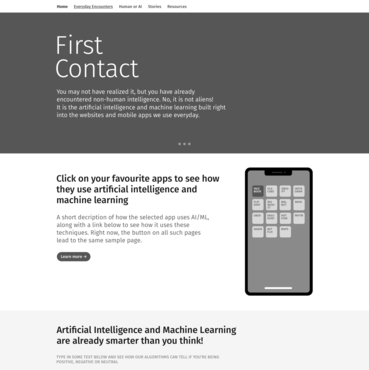 Home Everyday Encounters Human or AI Stories Resources
First
Contact
You may not have realized it, but you have already
encountered non-human intelligence. No, it is not aliens!
It is the artificial intelligence and machine learning built right
into the websites and mobile apps we use everyday.
Click on your favourite apps to see how
they use artificial intelligence and
machine learning
A short decription of how the selected app uses AI/ML,
along with a link below to see how it uses these
techniques. Right now, the button on all such pages
lead to the same sample page.
Learn more →
Artificial Intelligence and Machine Learning
are already smarter than you think!
TYPE IN SOME TEXT BELOW AND SEE HOW OUR ALGORITHMS CAN TELL IF YOU'RE BEING
POSITIVE, NEGATIVE OR NEUTRAL.